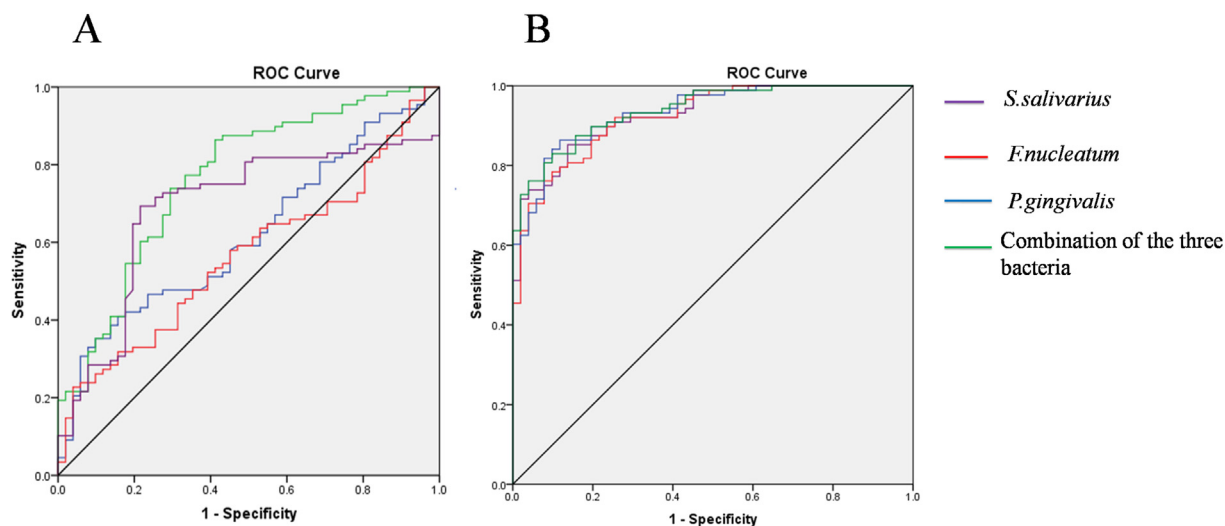 A
B
ROC Curve
1.0
0.8
0.6
0.4
0.2
0.0
Sensitivity
0.0
0.2
0.4
0.6
0.8
1.0
1 - Specificity
ROC Curve
1.0
0.8
0.6
0.4
0.2
0.0
Sensitivity
0.0
0.2
0.4
0.6
0.8
1.0
1 - Specificity
S.salivarius
F.nucleatum
P.gingivalis
Combination of the three
bacteria